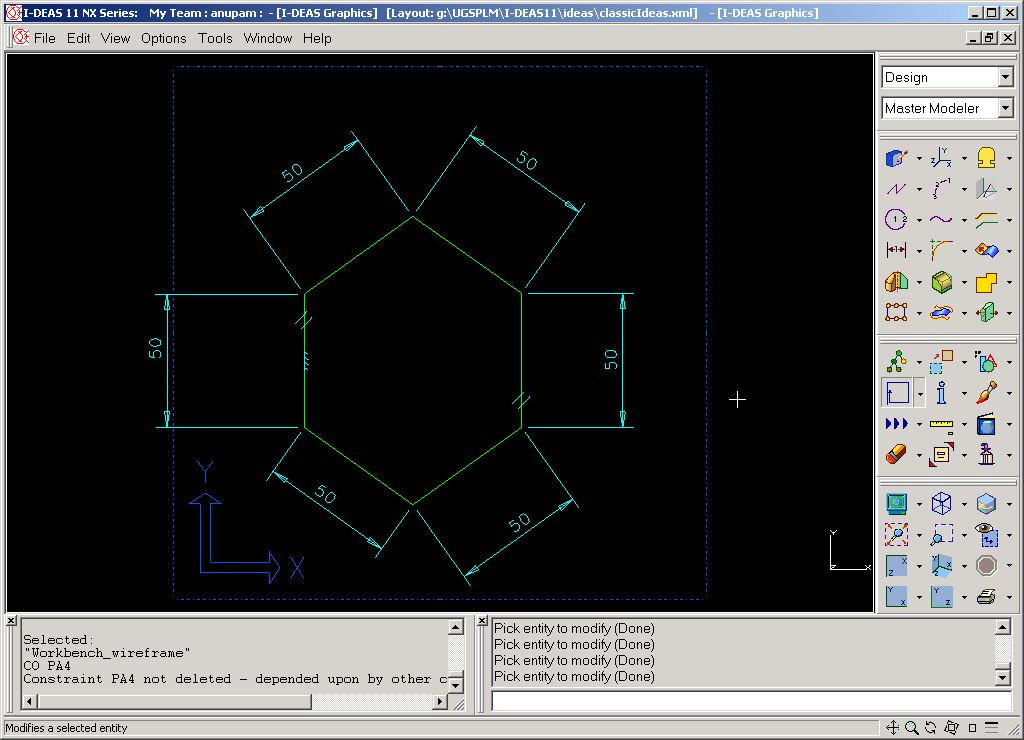 I-DEAS 11 NX Series:   My Team : anupam :  - [I-DEAS Graphics]  [Layout: g:\UGSPLM\I-DEAS11\ideas\classicIdeas.xml]   - [I-DEAS Graphics]
File Edit View Options Tools Window Help
Design
Master Modeler
50
50
50
50
50
50
Y
X
Y
X
Selected:
"Workbench_wireframe"
CO PA4
Constraint PA4 not deleted - depended upon by other c
Pick entity to modify (Done)
Pick entity to modify (Done)
Pick entity to modify (Done)
Pick entity to modify (Done)
Modifies a selected entity